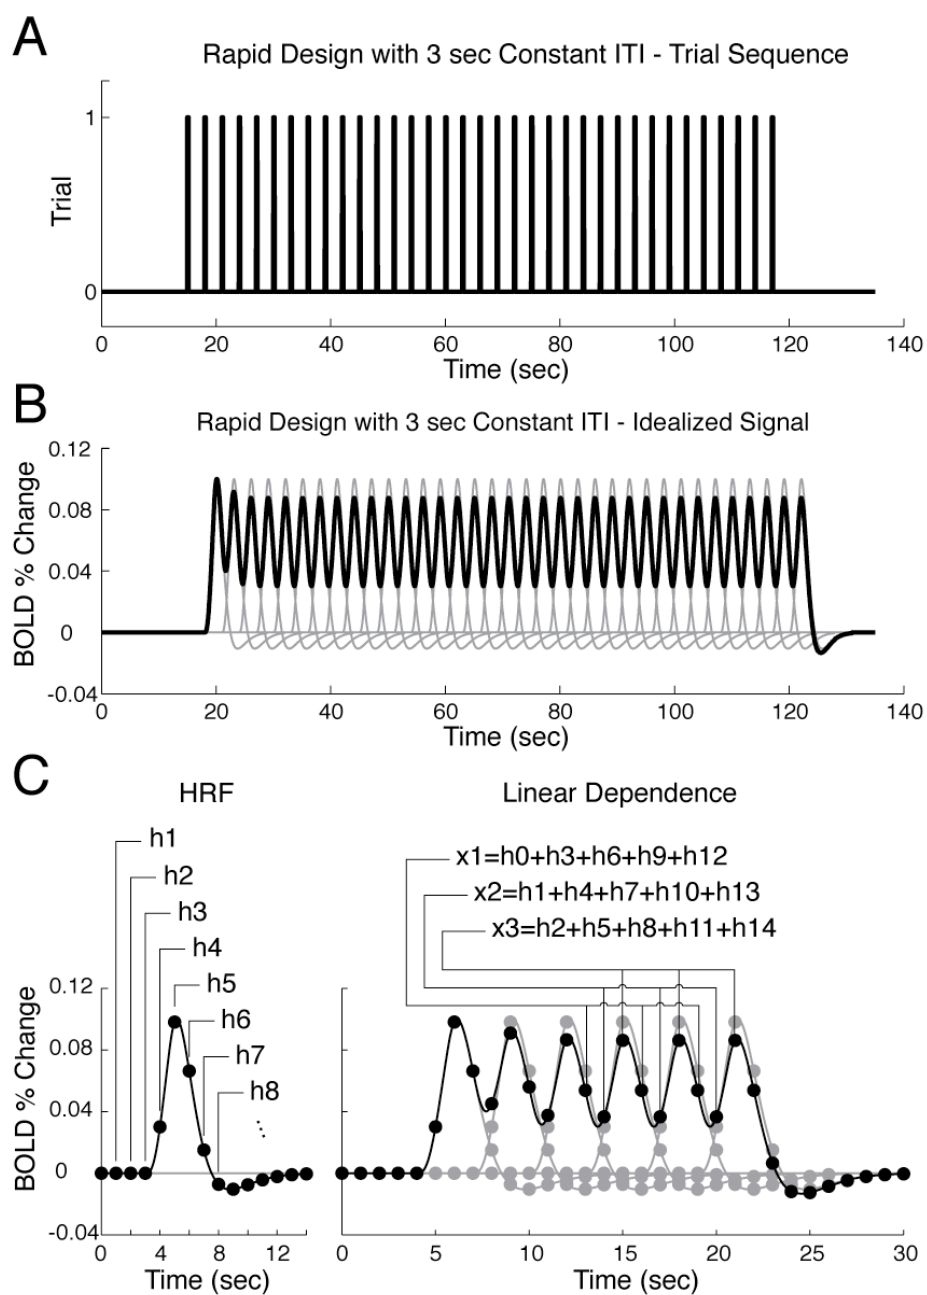 A
Rapid Design with 3 sec Constant ITI - Trial Sequence
1
Trial
0
0 20 40 60 80 100 120 140
Time (sec)
B
Rapid Design with 3 sec Constant ITI - Idealized Signal
0.12
0.08
0.04
0
-0.04
BOLD % Change
0 20 40 60 80 100 120 140
Time (sec)
C
HRF
h1
h2
h3
h4
h5
h6
h7
h8
0.12
0.08
0.04
0
-0.04
BOLD % Change
0 4 8 12
Time (sec)
Linear Dependence
x1=h0+h3+h6+h9+h12
x2=h1+h4+h7+h10+h13
x3=h2+h5+h8+h11+h14
0 5 10 15 20 25 30
Time (sec)